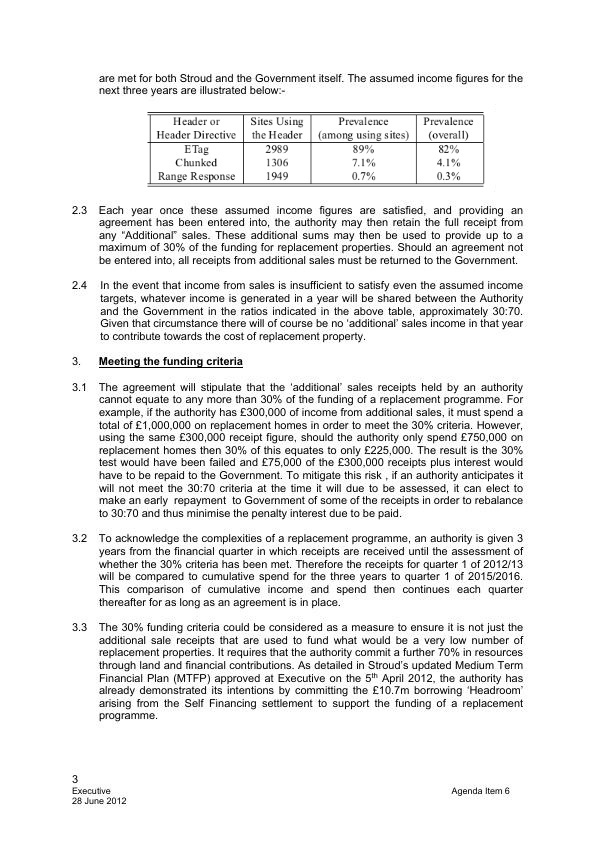 are met for both Stroud and the Government itself. The assumed income figures for the
next three years are illustrated below:-
Header or Sites Using Prevalence Prevalence
Header Directive the Header (among using sites) (overall)
ETag 2989 89% 82%
Chunked 1306 7.1% 4.1%
Range Response 1949 0.7% 0.3%
2.3 Each year once these assumed income figures are satisfied, and providing an
agreement has been entered into, the authority may then retain the full receipt from
any “Additional” sales. These additional sums may then be used to provide up to a
maximum of 30% of the funding for replacement properties. Should an agreement not
be entered into, all receipts from additional sales must be returned to the Government.
2.4 In the event that income from sales is insufficient to satisfy even the assumed income
targets, whatever income is generated in a year will be shared between the Authority
and the Government in the ratios indicated in the above table, approximately 30:70.
Given that circumstance there will of course be no ‘additional’ sales income in that year
to contribute towards the cost of replacement property.
3. Meeting the funding criteria
3.1 The agreement will stipulate that the ‘additional’ sales receipts held by an authority
cannot equate to any more than 30% of the funding of a replacement programme. For
example, if the authority has £300,000 of income from additional sales, it must spend a
total of £1,000,000 on replacement homes in order to meet the 30% criteria. However,
using the same £300,000 receipt figure, should the authority only spend £750,000 on
replacement homes then 30% of this equates to only £225,000. The result is the 30%
test would have been failed and £75,000 of the £300,000 receipts plus interest would
have to be repaid to the Government. To mitigate this risk , if an authority anticipates it
will not meet the 30:70 criteria at the time it will due to be assessed, it can elect to
make an early repayment to Government of some of the receipts in order to rebalance
to 30:70 and thus minimise the penalty interest due to be paid.
3.2 To acknowledge the complexities of a replacement programme, an authority is given 3
years from the financial quarter in which receipts are received until the assessment of
whether the 30% criteria has been met. Therefore the receipts for quarter 1 of 2012/13
will be compared to cumulative spend for the three years to quarter 1 of 2015/2016.
This comparison of cumulative income and spend then continues each quarter
thereafter for as long as an agreement is in place.
3.3 The 30% funding criteria could be considered as a measure to ensure it is not just the
additional sale receipts that are used to fund what would be a very low number of
replacement properties. It requires that the authority commit a further 70% in resources
through land and financial contributions. As detailed in Stroud’s updated Medium Term
Financial Plan (MTFP) approved at Executive on the 5th April 2012, the authority has
already demonstrated its intentions by committing the £10.7m borrowing ‘Headroom’
arising from the Self Financing settlement to support the funding of a replacement
programme.
3
Executive Agenda Item 6
28 June 2012